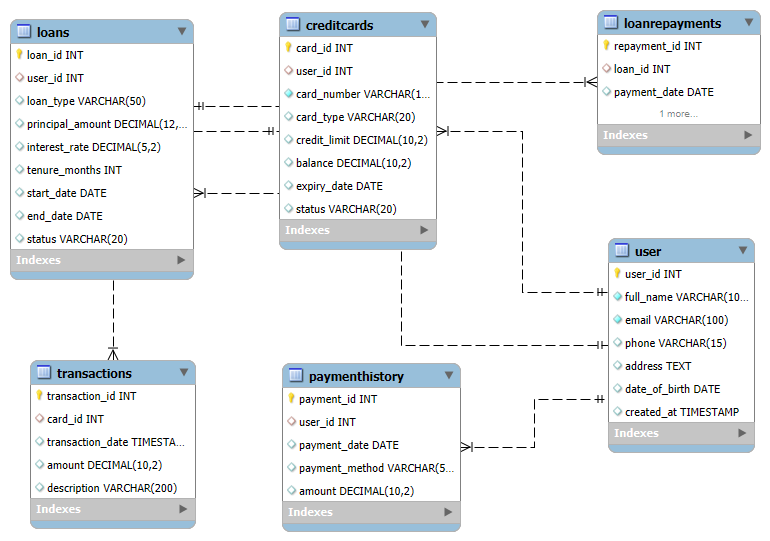 loans
loan_id INT
user_id INT
loan_type VARCHAR(50)
principal_amount DECIMAL(12,...
interest_rate DECIMAL(5,2)
tenure_months INT
start_date DATE
end_date DATE
status VARCHAR(20)
Indexes
creditcards
card_id INT
user_id INT
card_number VARCHAR(1...
card_type VARCHAR(20)
credit_limit DECIMAL(10,2)
balance DECIMAL(10,2)
expiry_date DATE
status VARCHAR(20)
Indexes
loanrepayments
repayment_id INT
loan_id INT
payment_date DATE
1 more...
Indexes
user
user_id INT
full_name VARCHAR(10...
email VARCHAR(100)
phone VARCHAR(15)
address TEXT
date_of_birth DATE
created_at TIMESTAMP
Indexes
transactions
transaction_id INT
card_id INT
transaction_date TIMESTA...
amount DECIMAL(10,2)
description VARCHAR(200)
Indexes
paymenthistory
payment_id INT
user_id INT
payment_date DATE
payment_method VARCHAR(5...
amount DECIMAL(10,2)
Indexes